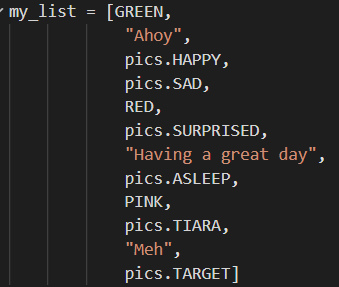 my_list = [GREEN,
"Ahoy",
pics.HAPPY,
pics.SAD,
RED,
pics.SURPRISED,
"Having a great day",
pics.ASLEEP,
PINK,
pics.TIARA,
"Meh",
pics.TARGET]